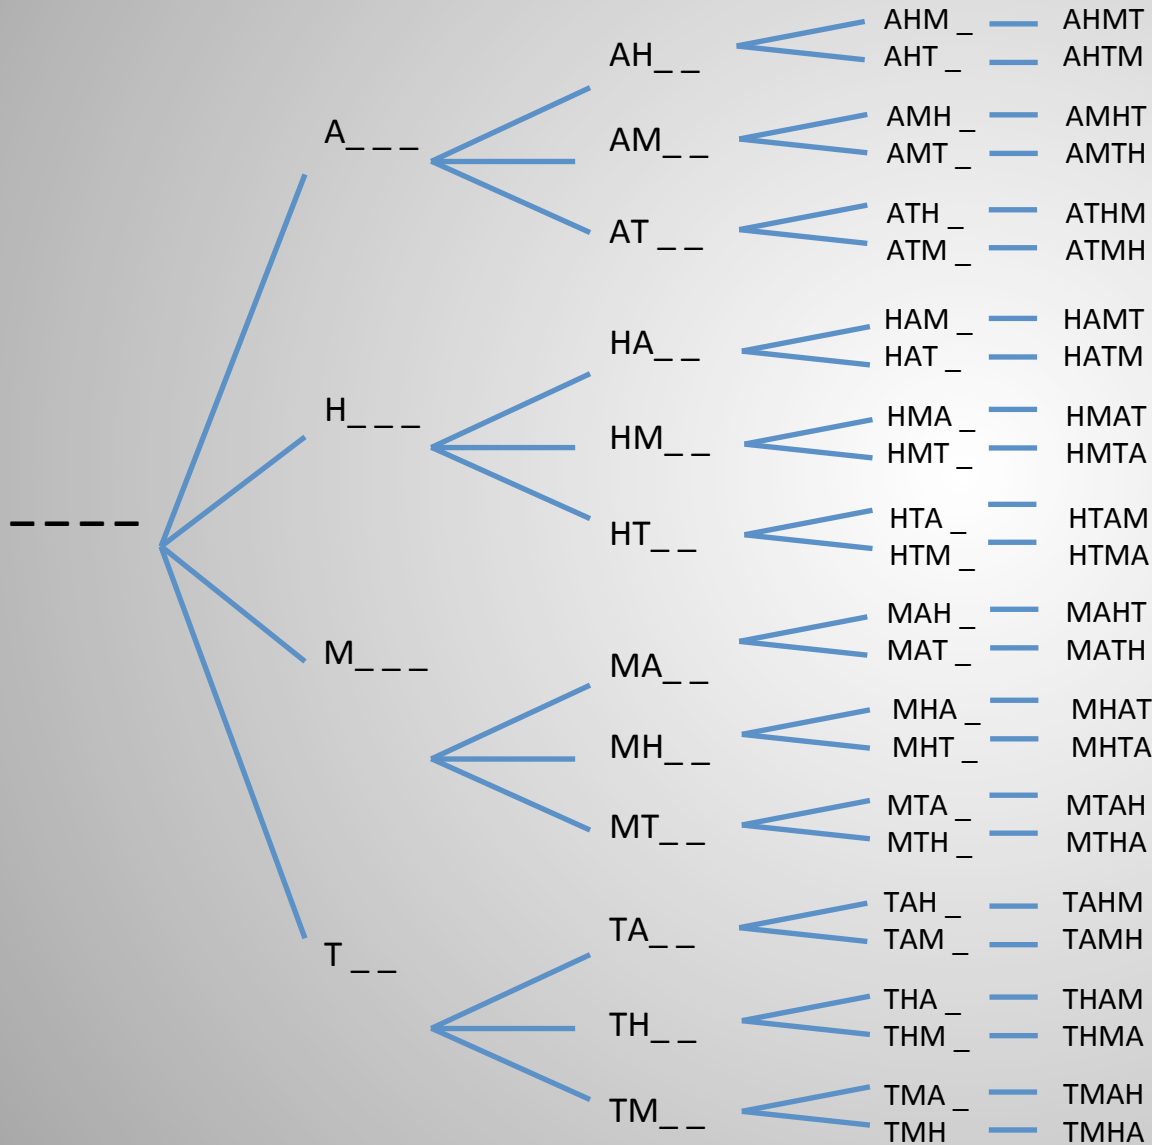 _ _ _ _
A_ _ _
H_ _ _
M_ _ _
T _ _
AH_ _
AM_ _
AT _ _
HA_ _
HM_ _
HT_ _
MA_ _
MH_ _
MT_ _
TA_ _
TH_ _
TM_ _
AHM _
AHT _
AMH _
AMT _
ATH _
ATM _
HAM _
HAT _
HMA _
HMT _
HTA _
HTM _
MAH _
MAT _
MHA _
MHT _
MTA _
MTH _
TAH _
TAM _
THA _
THM _
TMA _
TMH
AHMT
AHTM
AMHT
AMTH
ATHM
ATMH
HAMT
HATM
HMAT
HMTA
HTAM
HTMA
MAHT
MATH
MHAT
MHTA
MTAH
MTHA
TAHM
TAMH
THAM
THMA
TMAH
TMHA